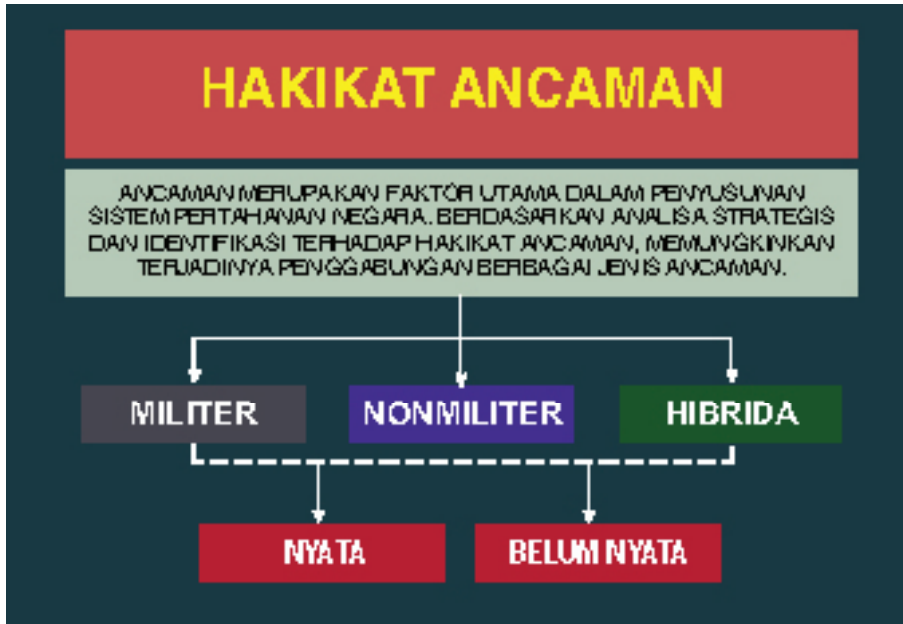 HAKIKAT ANCAMAN
ANCAMAN MERUPAKAN FAKTOR UTAMA DALAM PENYUSUNAN
SISTEM PERTAHANAN NEGARA. BERDASARKAN ANALISA STRATEGIS
DAN IDENTIFIKASI TERHADAP HAKIKAT ANCAMAN, MEMUNGKINKAN
TERJADINYA PENGGABUNGAN BERBAGAI JENIS ANCAMAN.
MILITER
NONMILITER
HIBRIDA
NYATA
BELUM NYATA